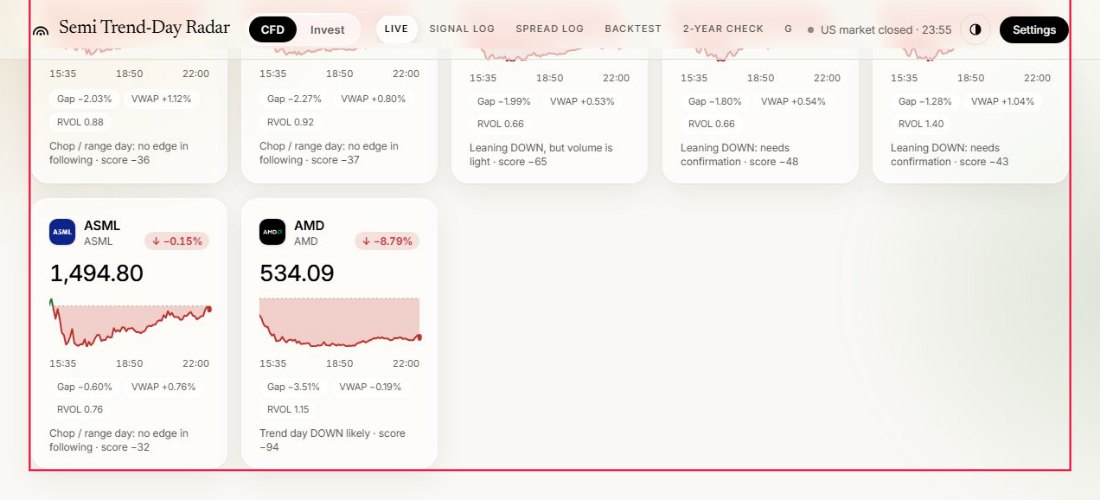 Semi Trend-Day Radar
CFD Invest
LIVE SIGNAL LOG SPREAD LOG BACKTEST 2-YEAR CHECK G
US market closed · 23:55
Settings
15:35 18:50 22:00
Gap −2.03% VWAP +1.12%
RVOL 0.88
Chop / range day: no edge in
following · score −36
15:35 18:50 22:00
Gap −2.27% VWAP +0.80%
RVOL 0.92
Chop / range day: no edge in
following · score −37
15:35 18:50 22:00
Gap −1.99% VWAP +0.53%
RVOL 0.66
Leaning DOWN, but volume is
light · score −65
15:35 18:50 22:00
Gap −1.80% VWAP +0.54%
RVOL 0.66
Leaning DOWN: needs
confirmation · score −48
15:35 18:50 22:00
Gap −1.28% VWAP +1.04%
RVOL 1.40
Leaning DOWN: needs
confirmation · score −43
ASML
ASML
ASML
↓ −0.15%
1,494.80
15:35 18:50 22:00
Gap −0.60% VWAP +0.76%
RVOL 0.76
Chop / range day: no edge in
following · score −32
AMD
AMD
AMD
↓ −8.79%
534.09
15:35 18:50 22:00
Gap −3.51% VWAP −0.19%
RVOL 1.15
Trend day DOWN likely · score
−94